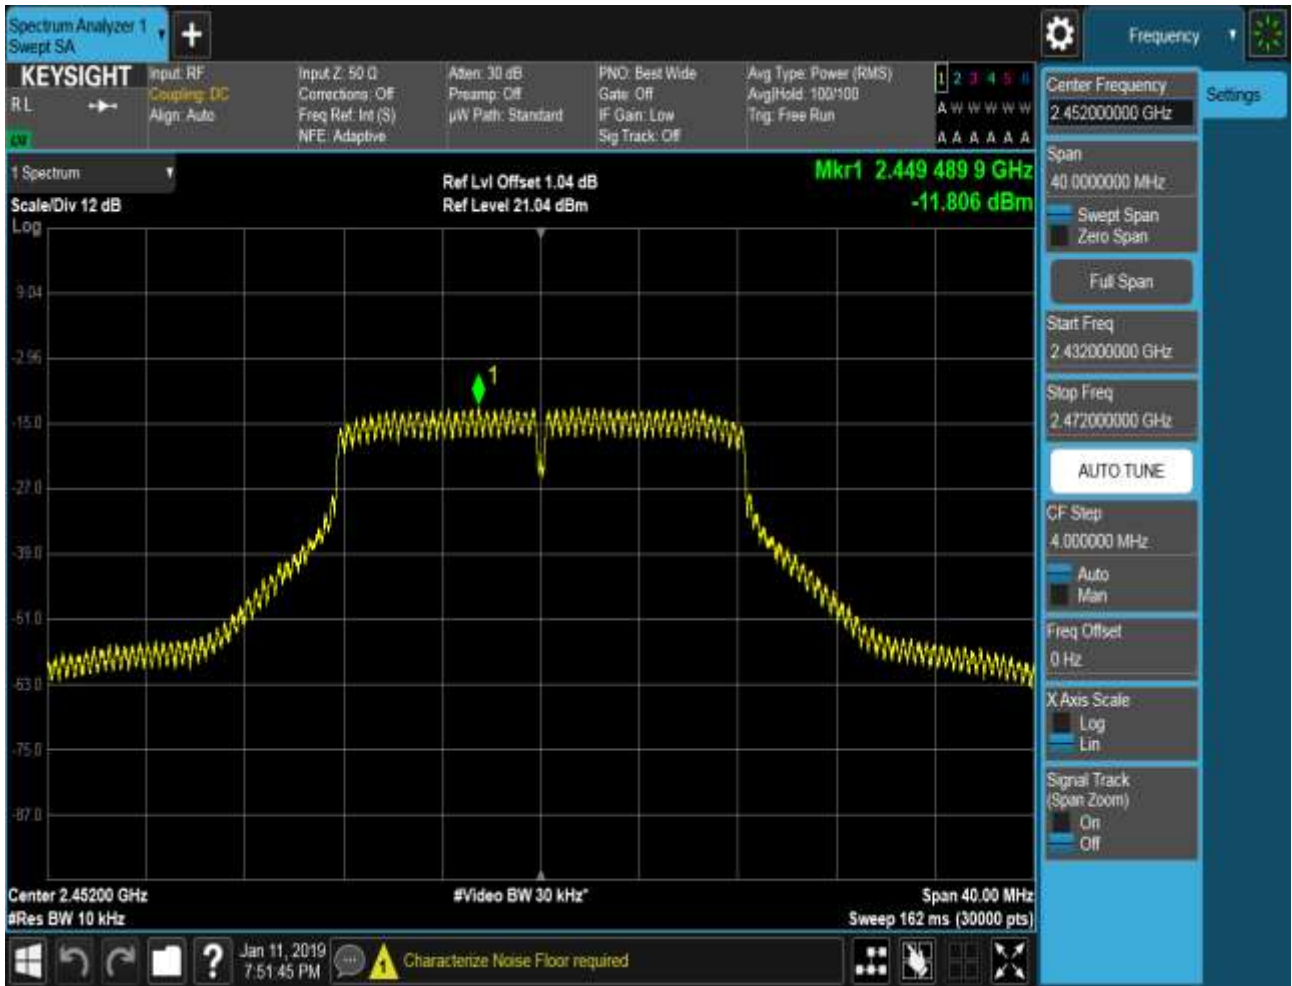 Spectrum Analyzer 1
Swept SA
+
Frequency
KEYSIGHT
R L
Input: RF
Coupling: DC
Align: Auto
Input Z: 50 Ω
Corrections: Off
Freq Ref: Int (S)
NFE: Adaptive
Atten: 30 dB
Preamp: Off
µW Path: Standard
PNO: Best Wide
Gate: Off
IF Gain: Low
Sig Track: Off
Avg Type: Power (RMS)
Avg|Hold: 100/100
Trig: Free Run
1 2 3 4 5 6
A W W W W W
A A A A A A
Center Frequency
2.452000000 GHz
Settings
1 Spectrum
Scale/Div 12 dB
Log
Ref Lvl Offset 1.04 dB
Ref Level 21.04 dBm
Mkr1 2.449 489 9 GHz
-11.806 dBm
9.04
-2.96
-15.0
-27.0
-39.0
-51.0
-63.0
-75.0
-87.0
1
Span
40.0000000 MHz
Swept Span
Zero Span
Full Span
Start Freq
2.432000000 GHz
Stop Freq
2.472000000 GHz
AUTO TUNE
CF Step
4.000000 MHz
Auto
Man
Freq Offset
0 Hz
X Axis Scale
Log
Lin
Signal Track
(Span Zoom)
On
Off
Center 2.45200 GHz
#Res BW 10 kHz
#Video BW 30 kHz*
Span 40.00 MHz
Sweep 162 ms (30000 pts)
?
Jan 11, 2019
7:51:45 PM
1
Characterize Noise Floor required